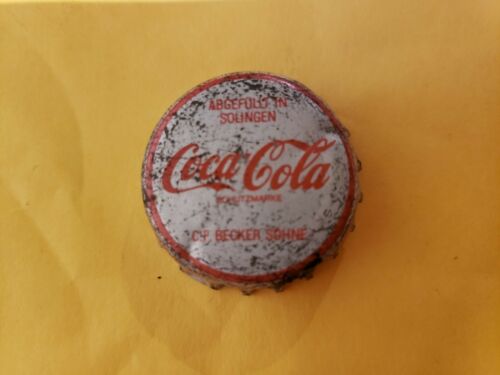 ABGEFÜLLT IN
SOLINGEN
Coca-Cola
SCHUTZMARKE
C.F. BECKER SÖHNE